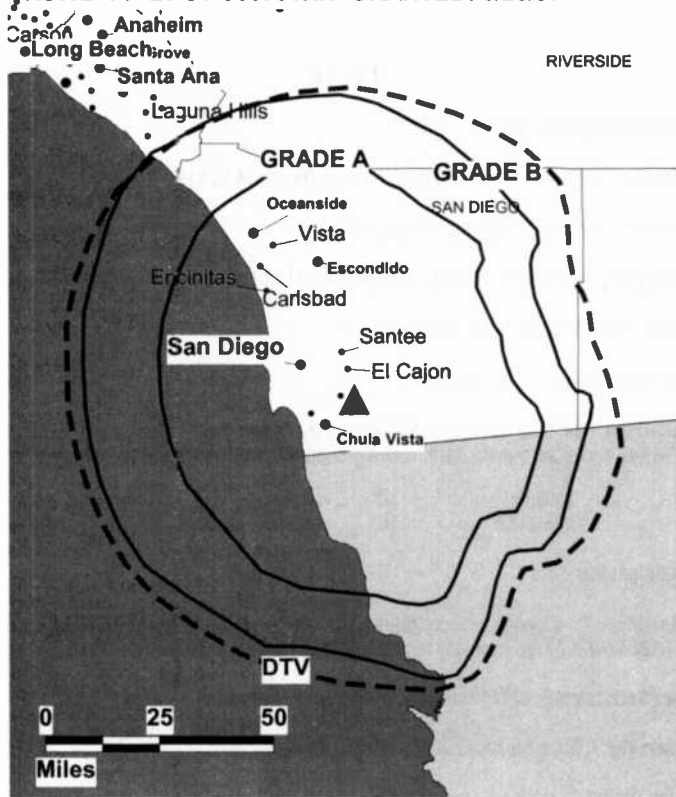 Anaheim
Carson
Long Beach
Santa Ana
RIVERSIDE
Laguna Hills
GRADE A
GRADE B
SAN DIEGO
Oceanside
Vista
Escondido
Encinitas
Carlsbad
Santee
San Diego
El Cajon
Chula Vista
DTV
0 25 50
Miles